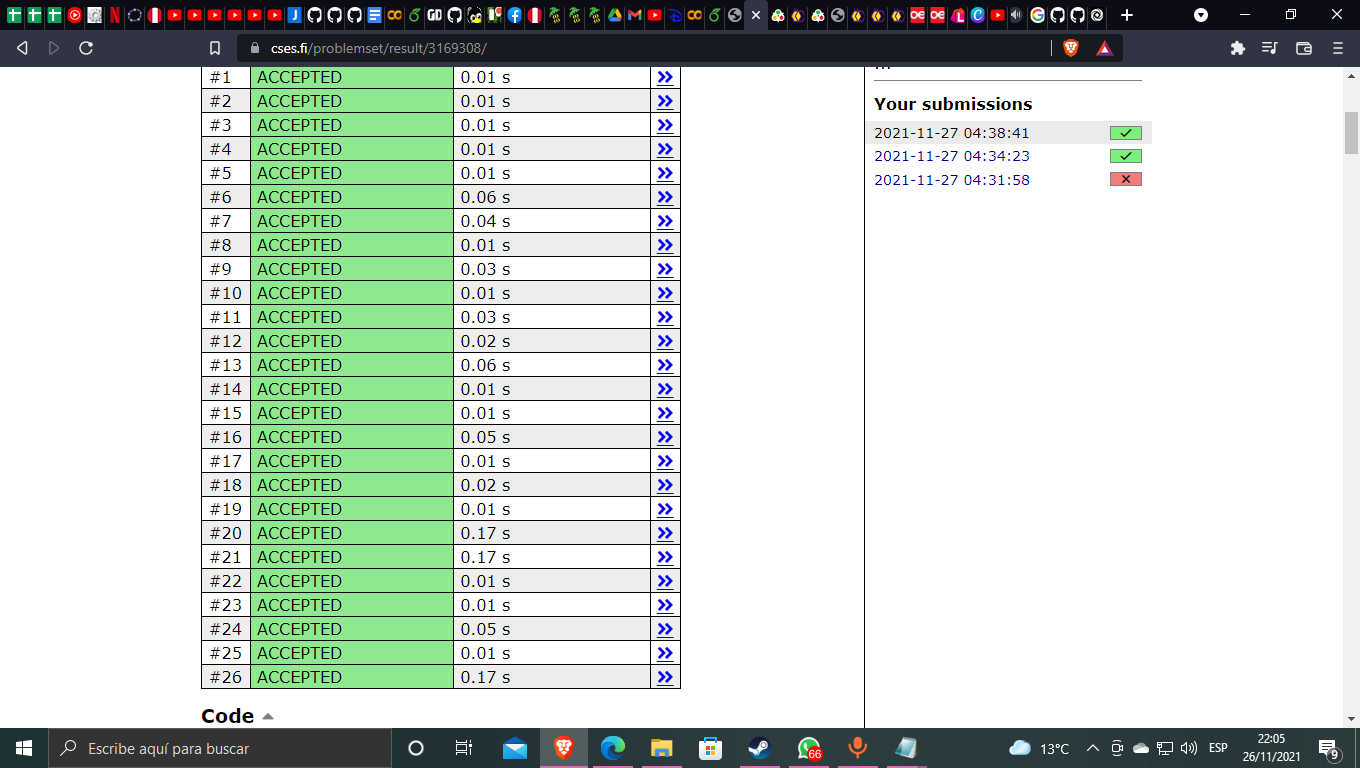 cses.fi/problemset/result/3169308/
#1 ACCEPTED 0.01 s >>
#2 ACCEPTED 0.01 s >>
#3 ACCEPTED 0.01 s >>
#4 ACCEPTED 0.01 s >>
#5 ACCEPTED 0.01 s >>
#6 ACCEPTED 0.06 s >>
#7 ACCEPTED 0.04 s >>
#8 ACCEPTED 0.01 s >>
#9 ACCEPTED 0.03 s >>
#10 ACCEPTED 0.01 s >>
#11 ACCEPTED 0.03 s >>
#12 ACCEPTED 0.02 s >>
#13 ACCEPTED 0.06 s >>
#14 ACCEPTED 0.01 s >>
#15 ACCEPTED 0.01 s >>
#16 ACCEPTED 0.05 s >>
#17 ACCEPTED 0.01 s >>
#18 ACCEPTED 0.02 s >>
#19 ACCEPTED 0.01 s >>
#20 ACCEPTED 0.17 s >>
#21 ACCEPTED 0.17 s >>
#22 ACCEPTED 0.01 s >>
#23 ACCEPTED 0.01 s >>
#24 ACCEPTED 0.05 s >>
#25 ACCEPTED 0.01 s >>
#26 ACCEPTED 0.17 s >>
Code
...
Your submissions
2021-11-27 04:38:41
2021-11-27 04:34:23
2021-11-27 04:31:58
Escribe aquí para buscar
66
13°C
ESP
22:05
26/11/2021
9